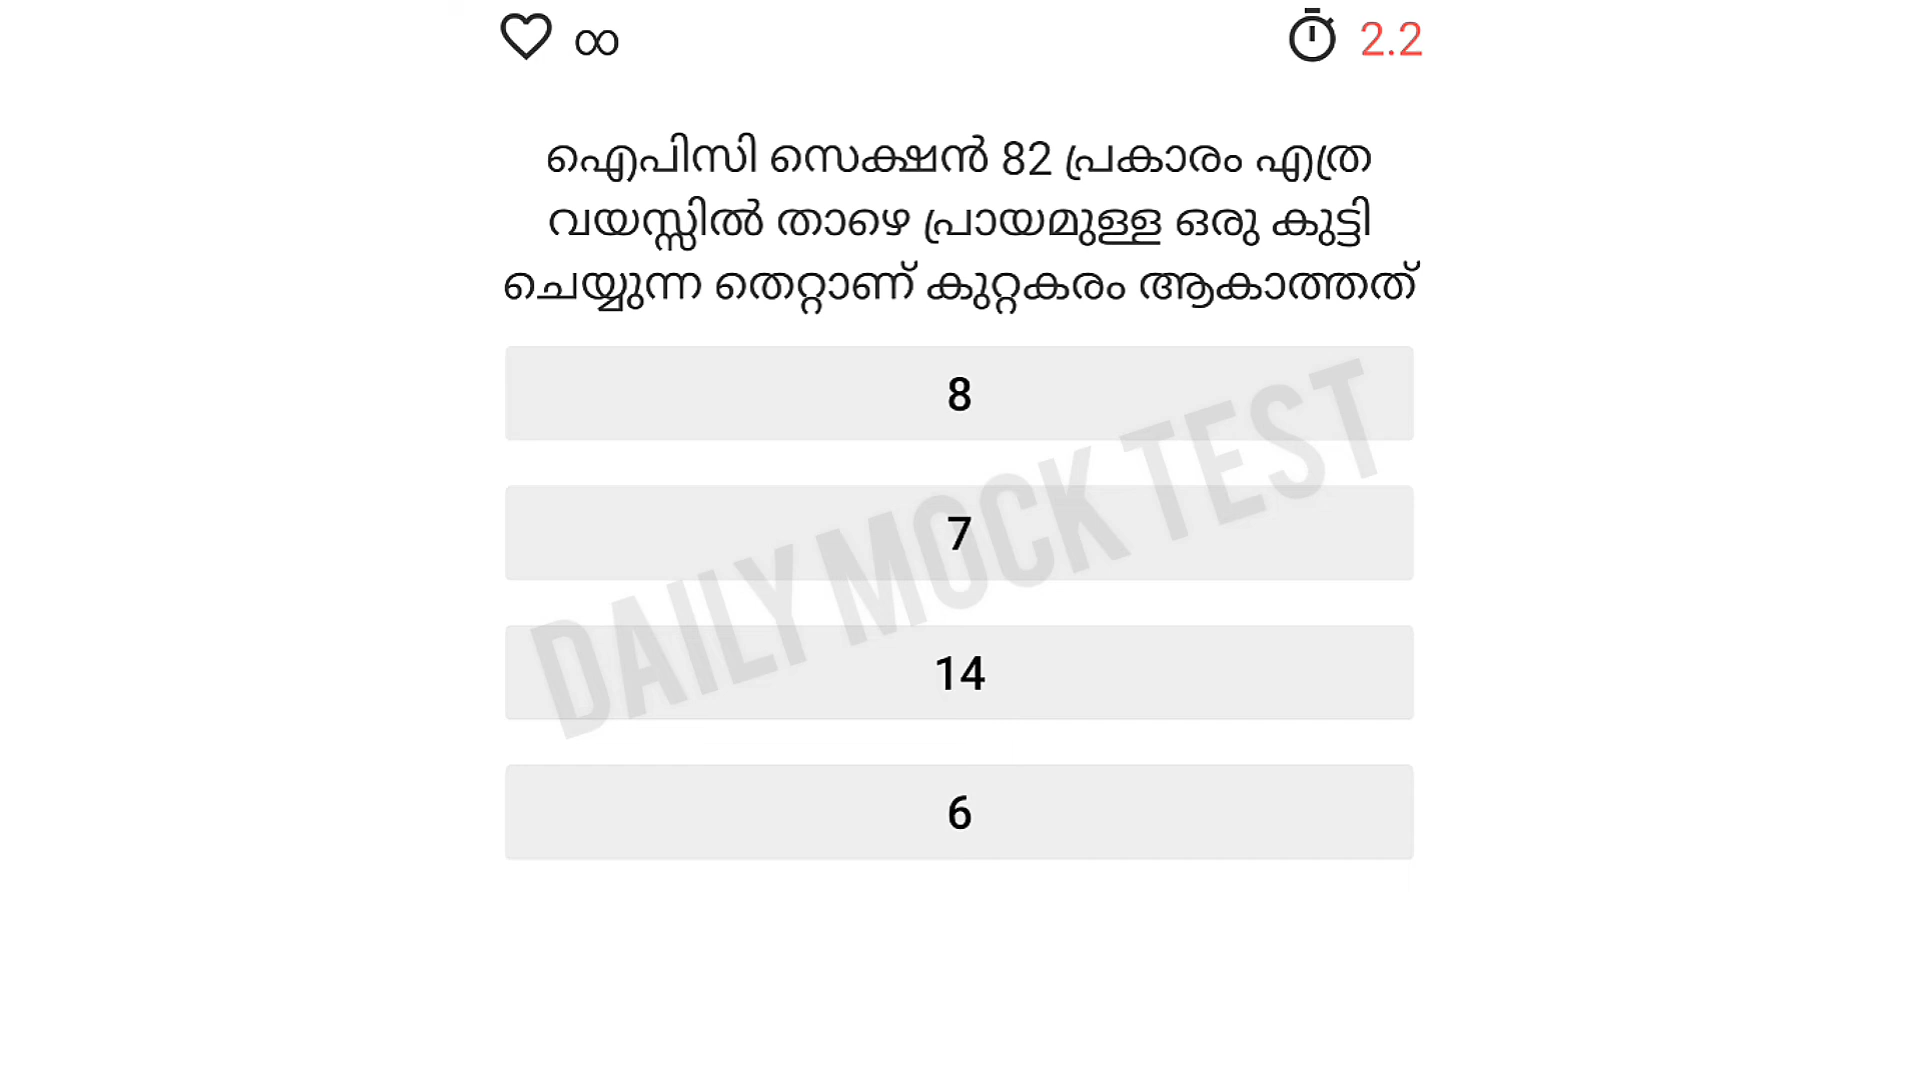 ∞ 2.2
ഐപിസി സെക്ഷൻ 82 പ്രകാരം എത്ര
വയസ്സിൽ താഴെ പ്രായമുള്ള ഒരു കുട്ടി
ചെയ്യുന്ന തെറ്റാണ് കുറ്റകരം ആകാത്തത്
8
7
14
6
DAILY MOCK TEST